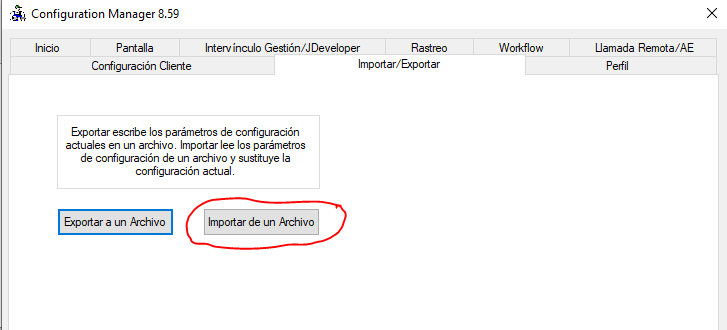 Configuration Manager 8.59
Inicio Pantalla Intervínculo Gestión/JDeveloper Rastreo Workflow Llamada Remota/AE
Configuración Cliente Importar/Exportar Perfil
Exportar escribe los parámetros de configuración
actuales en un archivo. Importar lee los parámetros
de configuración de un archivo y sustituye la
configuración actual.
Exportar a un Archivo Importar de un Archivo